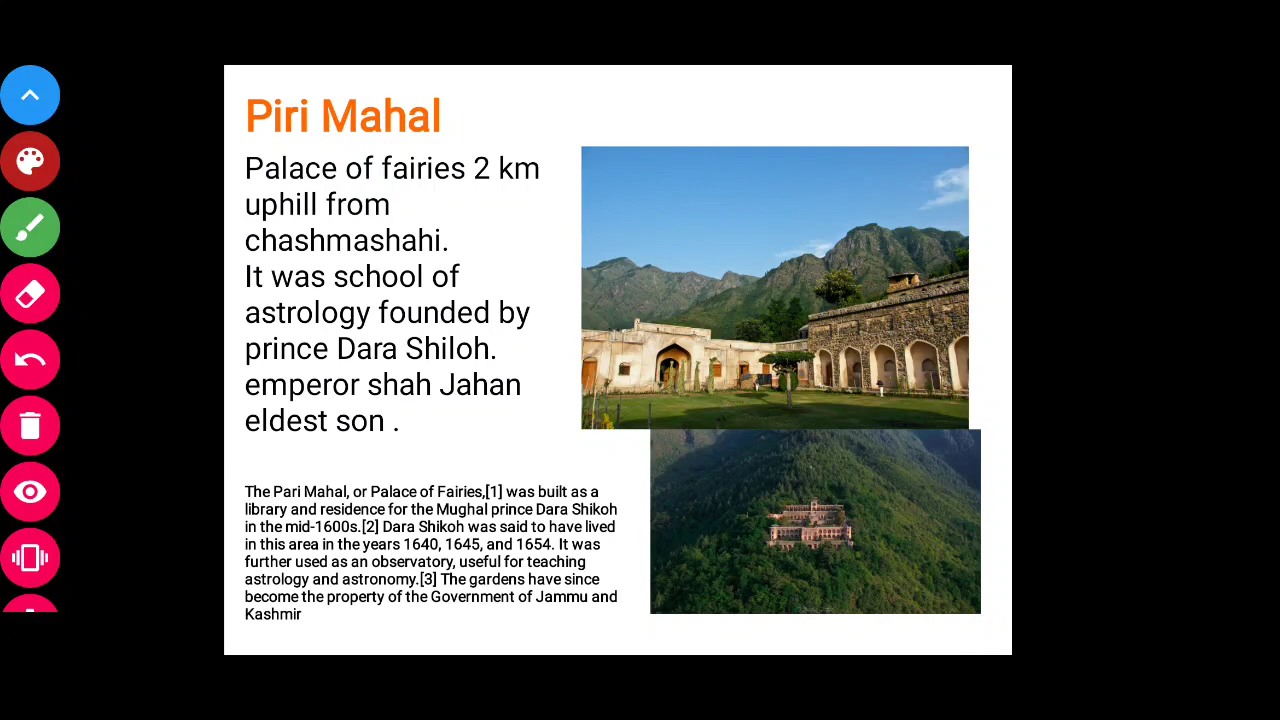 Piri Mahal
Palace of fairies 2 km
uphill from
chashmashahi.
It was school of
astrology founded by
prince Dara Shiloh.
emperor shah Jahan
eldest son .
The Pari Mahal, or Palace of Fairies,[1] was built as a
library and residence for the Mughal prince Dara Shikoh
in the mid-1600s.[2] Dara Shikoh was said to have lived
in this area in the years 1640, 1645, and 1654. It was
further used as an observatory, useful for teaching
astrology and astronomy.[3] The gardens have since
become the property of the Government of Jammu and
Kashmir